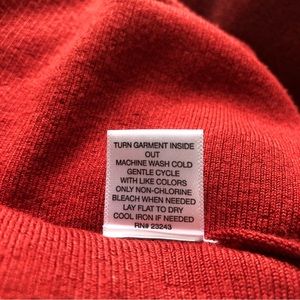 TURN GARMENT INSIDE
OUT
MACHINE WASH COLD
GENTLE CYCLE
WITH LIKE COLORS
ONLY NON-CHLORINE
BLEACH WHEN NEEDED
LAY FLAT TO DRY
COOL IRON IF NEEDED
RN# 23243